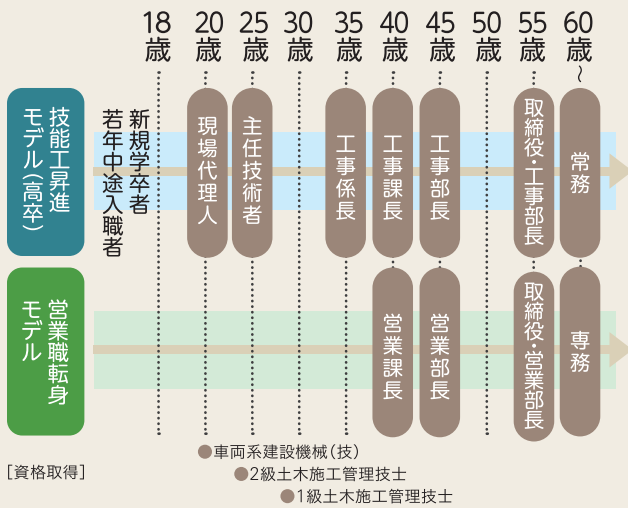 18歳
20歳
25歳
30歳
35歳
40歳
45歳
50歳
55歳
60歳〜
技能工昇進
モデル(高卒)
新規学卒者
若年中途入職者
現場代理人
主任技術者
工事係長
工事課長
工事部長
取締役・工事部長
常務
営業職転身
モデル
営業課長
営業部長
取締役・営業部長
専務
[資格取得]
●車両系建設機械(技)
●2級土木施工管理技士
●1級土木施工管理技士